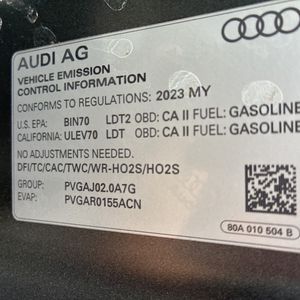 AUDI AG
VEHICLE EMISSION
CONTROL INFORMATION
CONFORMS TO REGULATIONS: 2023 MY
U.S. EPA: BIN70 LDT2 OBD: CA II FUEL: GASOLINE
CALIFORNIA: ULEV70 LDT OBD: CA II FUEL: GASOLINE
NO ADJUSTMENTS NEEDED.
DFI/TC/CAC/TWC/WR-HO2S/HO2S
GROUP: PVGAJ02.0A7G
EVAP: PVGAR0155ACN
80A 010 504 B